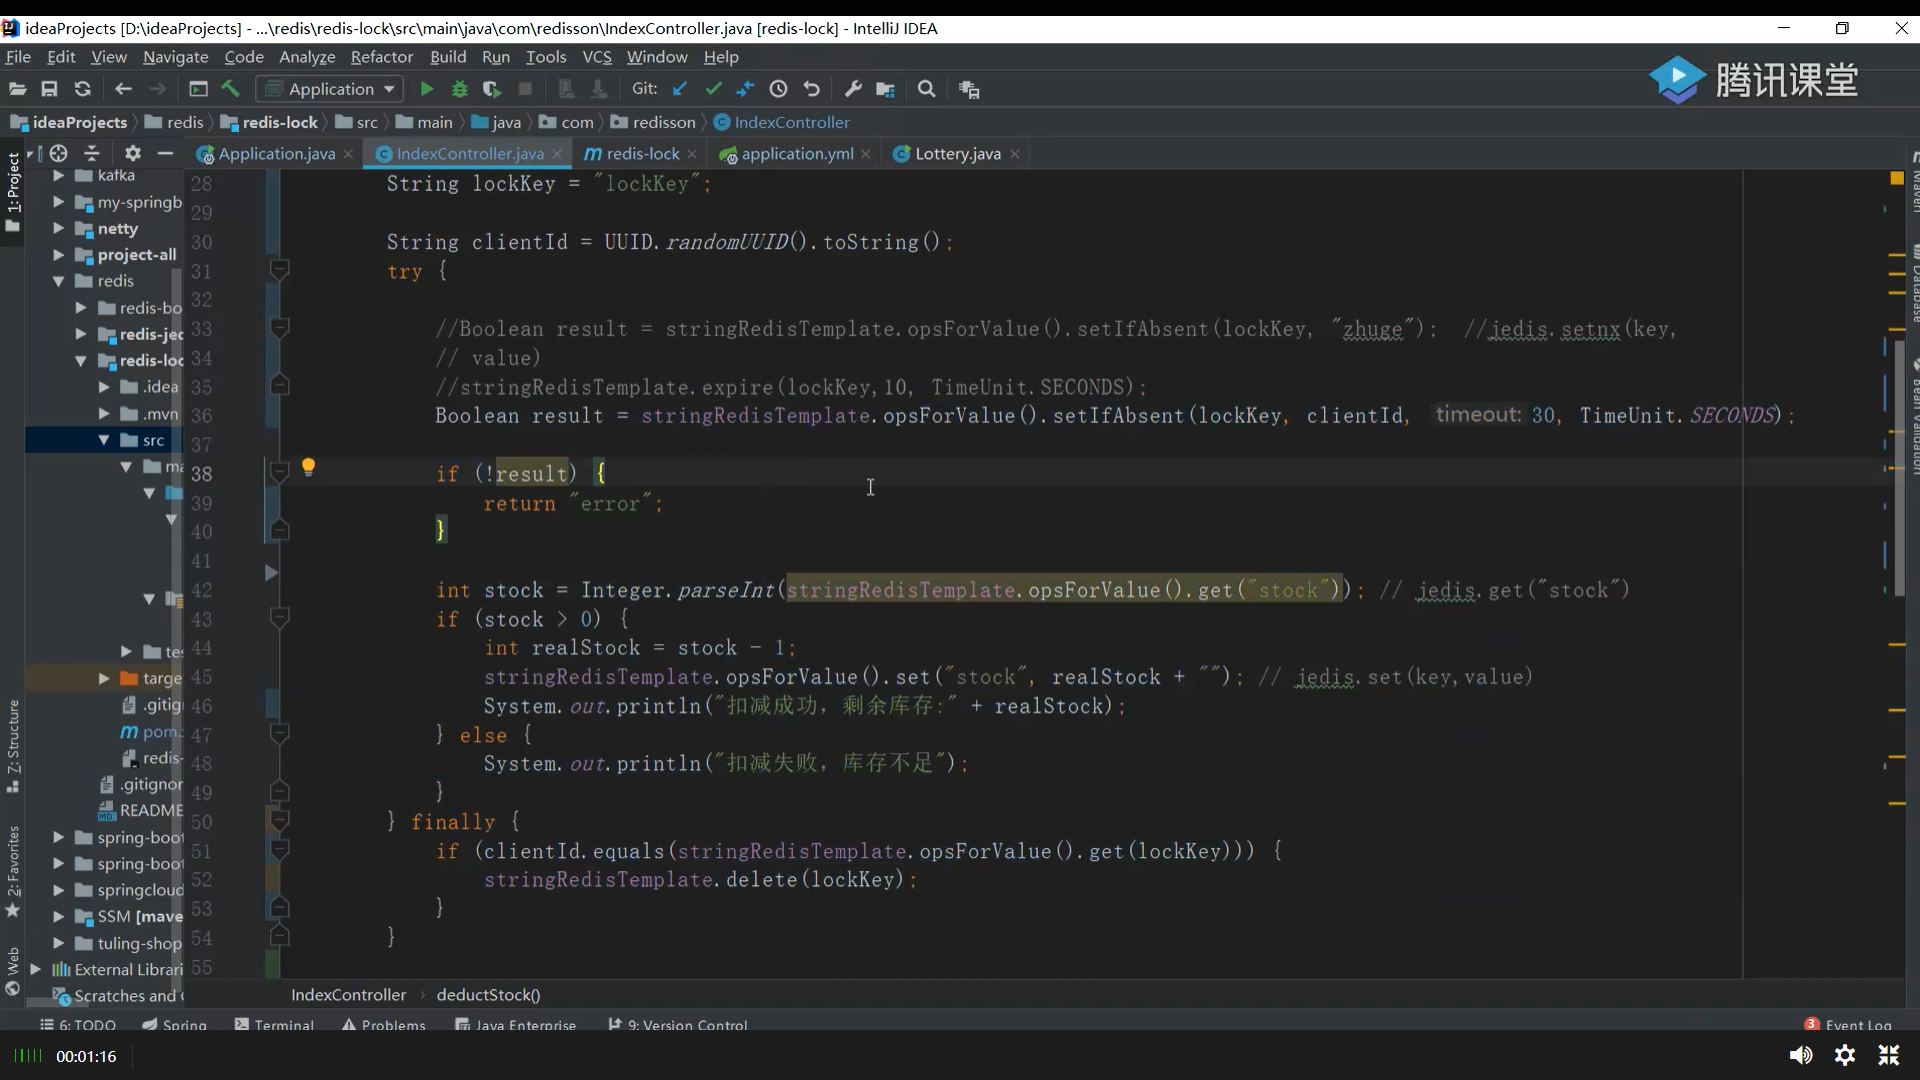 ideaProjects [D:\ideaProjects] - ...\redis\redis-lock\src\main\java\com\redisson\IndexController.java [redis-lock] - IntelliJ IDEA
File Edit View Navigate Code Analyze Refactor Build Run Tools VCS Window Help
Application Git: 腾讯课堂
ideaProjects redis redis-lock src main java com redisson IndexController
Application.java IndexController.java redis-lock application.yml Lottery.java
1: Project
kafka
my-springb
netty
project-all
redis
redis-bo
redis-jed
redis-loc
.idea
.mvn
src
ma
tes
targe
.gitig
pom.
redis-
.gitignor
README
spring-boot
spring-boot
springcloud
SSM [mave
tuling-shop
External Librari
Scratches and
Z: Structure
2: Favorites
Web
28 String lockKey = "lockKey";
29
30 String clientId = UUID.randomUUID().toString();
31 try {
32
33 //Boolean result = stringRedisTemplate.opsForValue().setIfAbsent(lockKey, "zhuge"); //jedis.setnx(key,
34 // value)
35 //stringRedisTemplate.expire(lockKey,10, TimeUnit.SECONDS);
36 Boolean result = stringRedisTemplate.opsForValue().setIfAbsent(lockKey, clientId, timeout: 30, TimeUnit.SECONDS);
37
38 if (!result) {
39 return "error";
40 }
41
42 int stock = Integer.parseInt(stringRedisTemplate.opsForValue().get("stock")); // jedis.get("stock")
43 if (stock > 0) {
44 int realStock = stock - 1;
45 stringRedisTemplate.opsForValue().set("stock", realStock + ""); // jedis.set(key,value)
46 System.out.println("扣减成功，剩余库存:" + realStock);
47 } else {
48 System.out.println("扣减失败，库存不足");
49 }
50 } finally {
51 if (clientId.equals(stringRedisTemplate.opsForValue().get(lockKey))) {
52 stringRedisTemplate.delete(lockKey);
53 }
54 }
55
Maven
Database
Bean Validation
IndexController deductStock()
6: TODO Spring Terminal Problems Java Enterprise 9: Version Control 3 Event Log
00:01:16